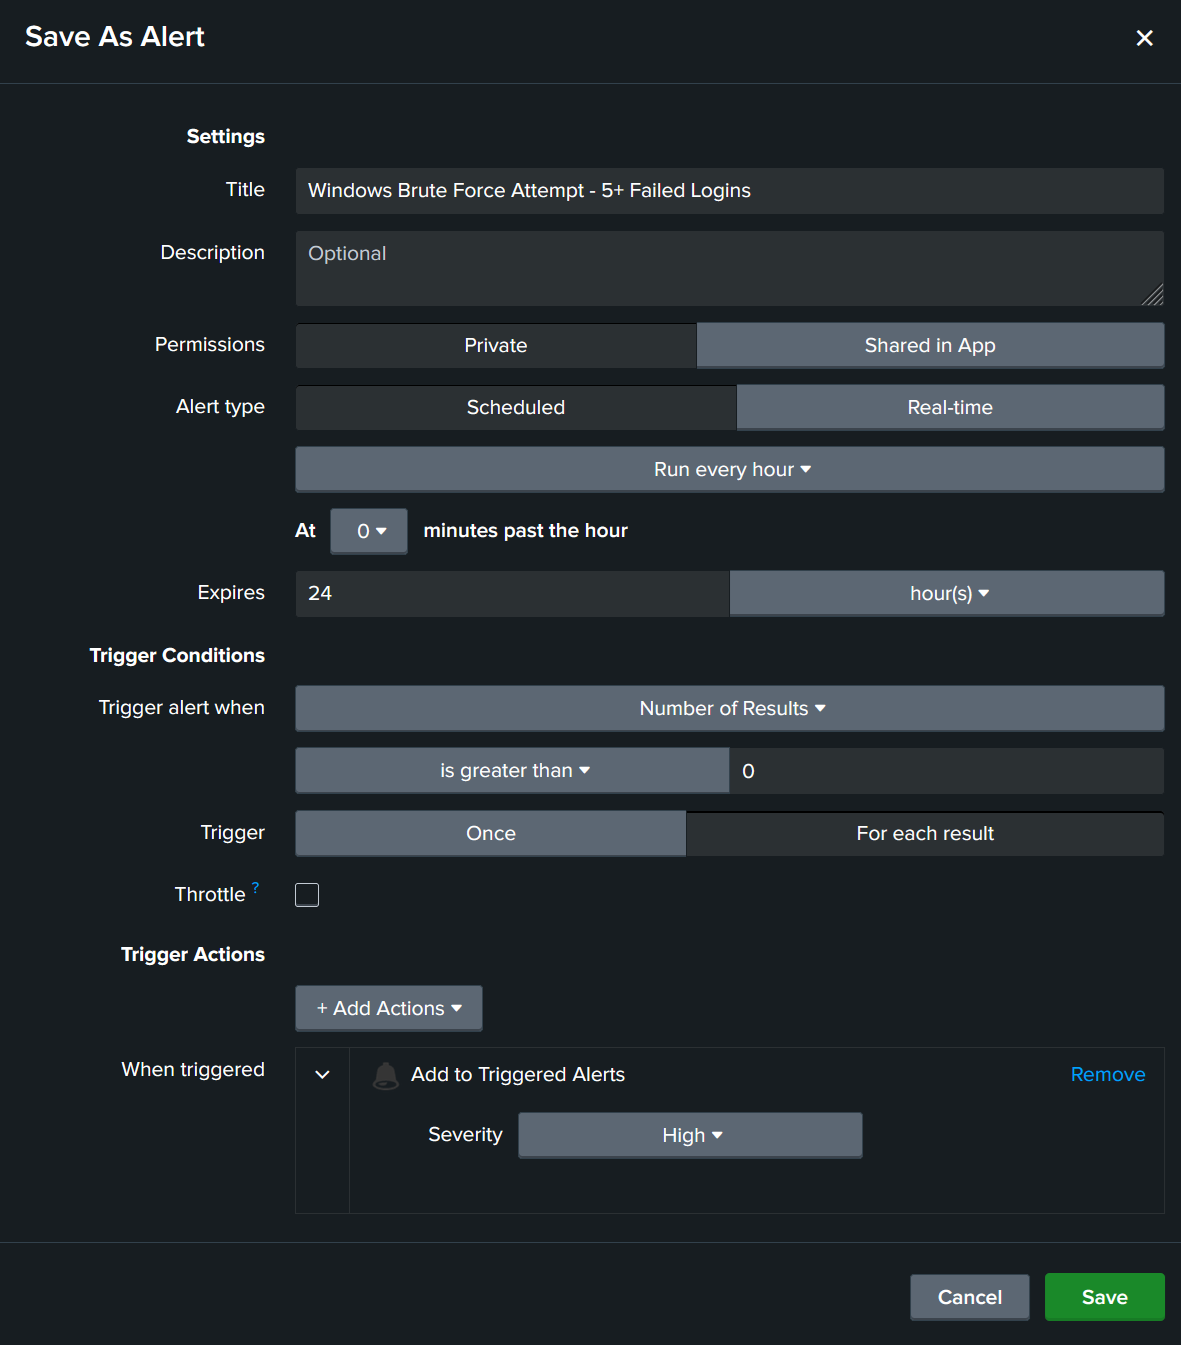 Save As Alert
Settings
Title Windows Brute Force Attempt - 5+ Failed Logins
Description Optional
Permissions Private Shared in App
Alert type Scheduled Real-time
Run every hour
At 0 minutes past the hour
Expires 24 hour(s)
Trigger Conditions
Trigger alert when Number of Results
is greater than 0
Trigger Once For each result
Throttle ?
Trigger Actions
+ Add Actions
When triggered Add to Triggered Alerts Remove
Severity High
Cancel Save